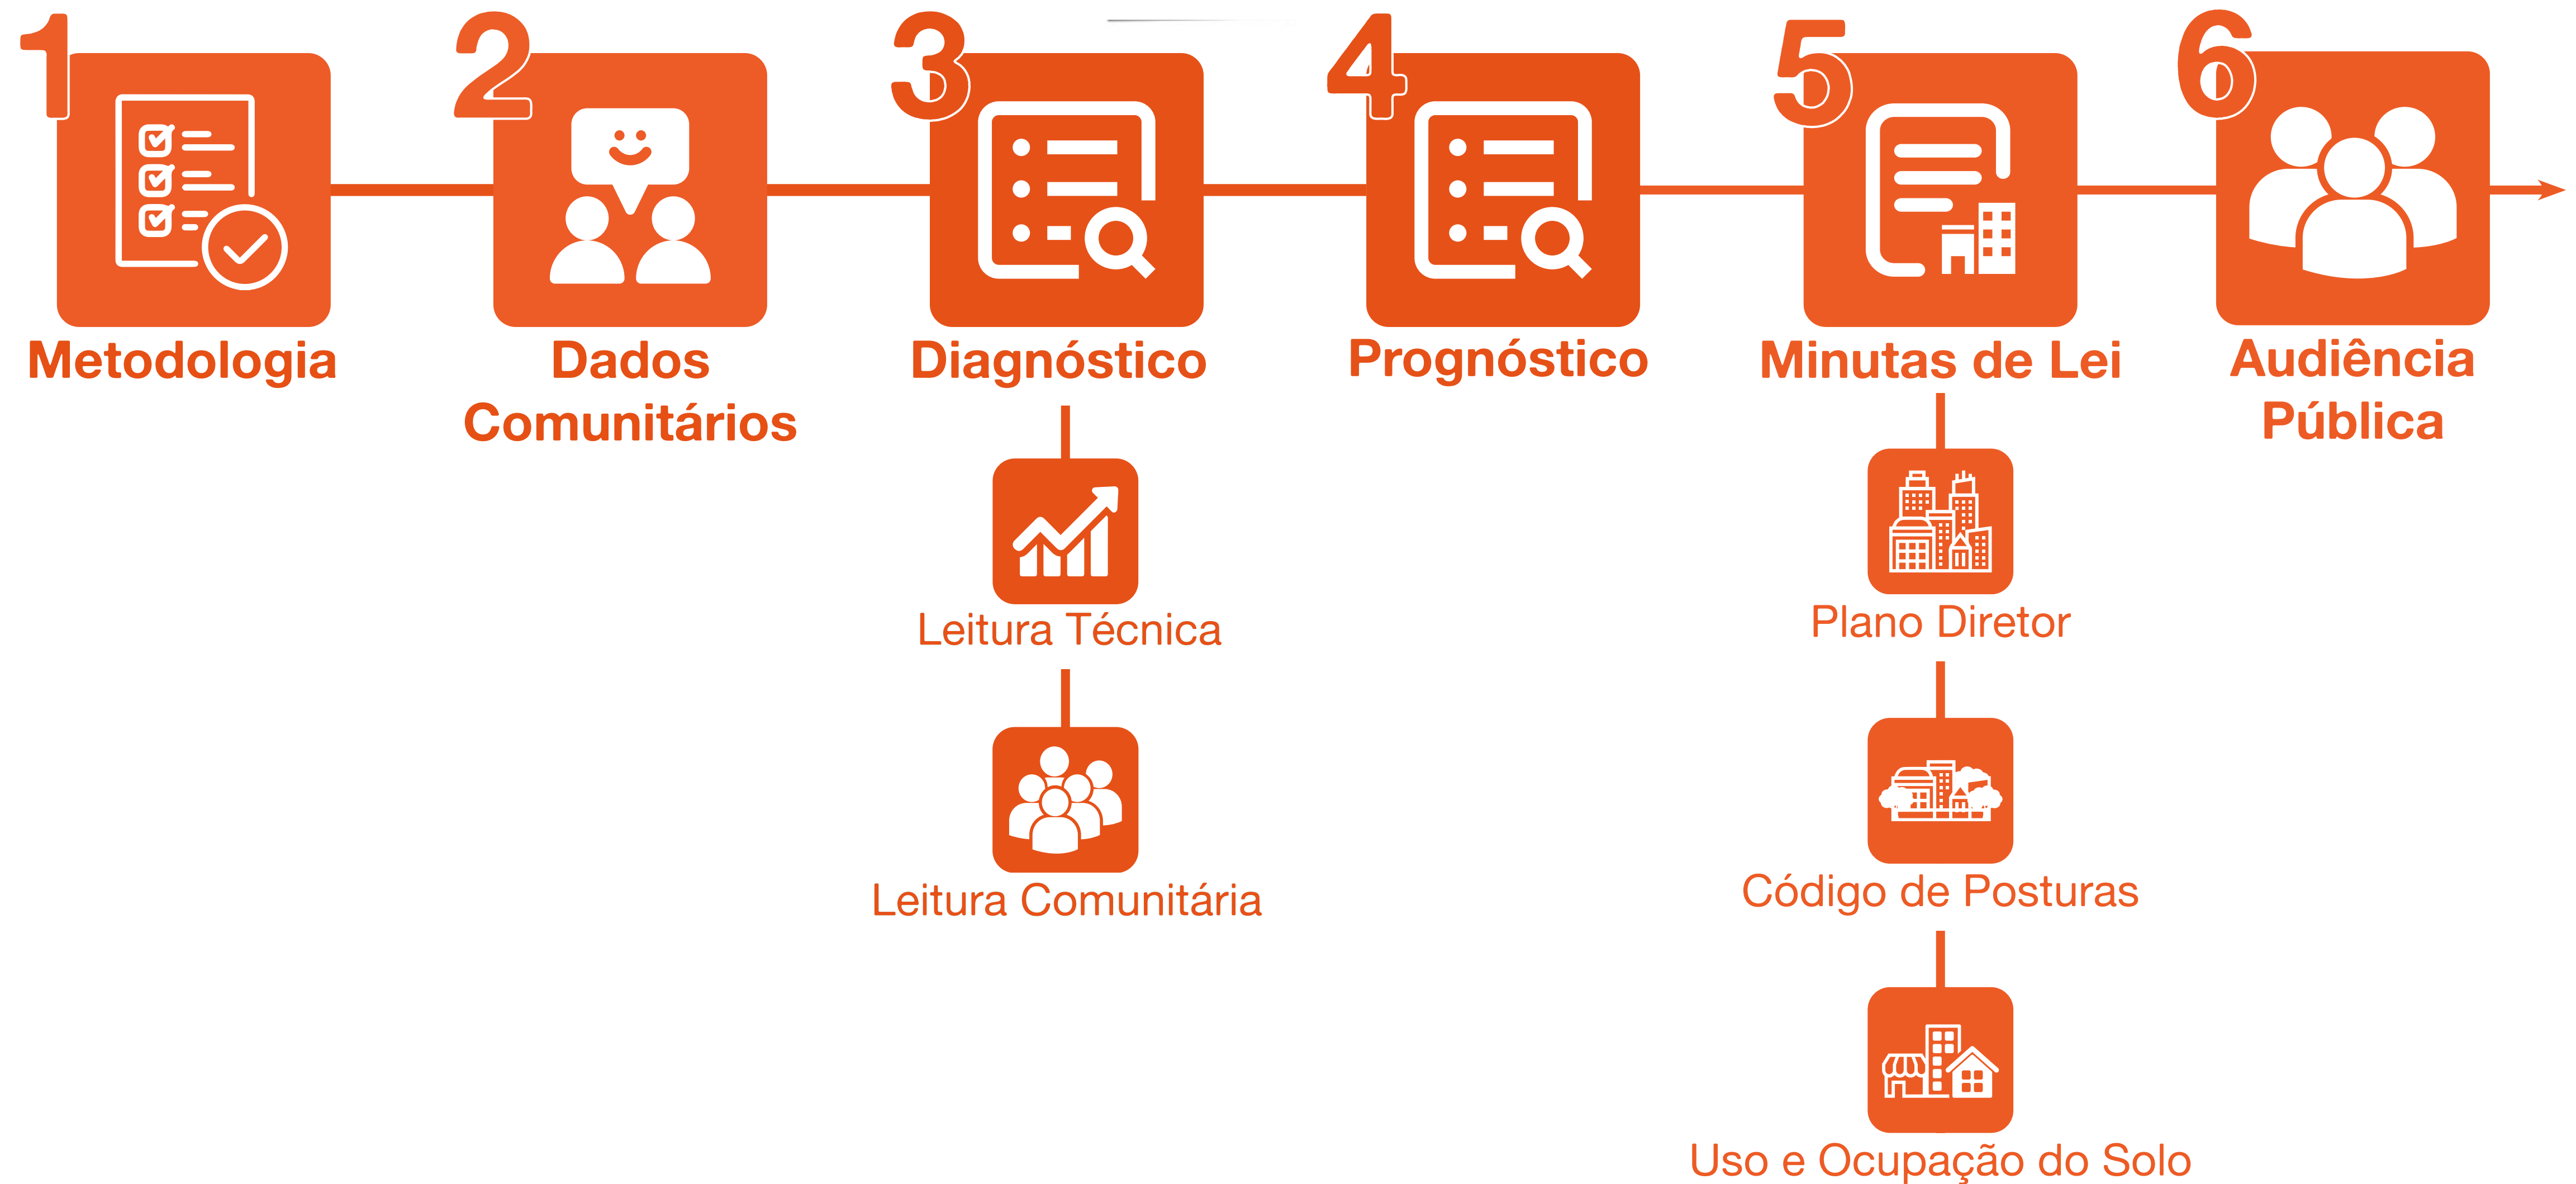 1
Metodologia
2
Dados
Comunitários
3
Diagnóstico
Leitura Técnica
Leitura Comunitária
4
Prognóstico
5
Minutas de Lei
Plano Diretor
Código de Posturas
Uso e Ocupação do Solo
6
Audiência
Pública